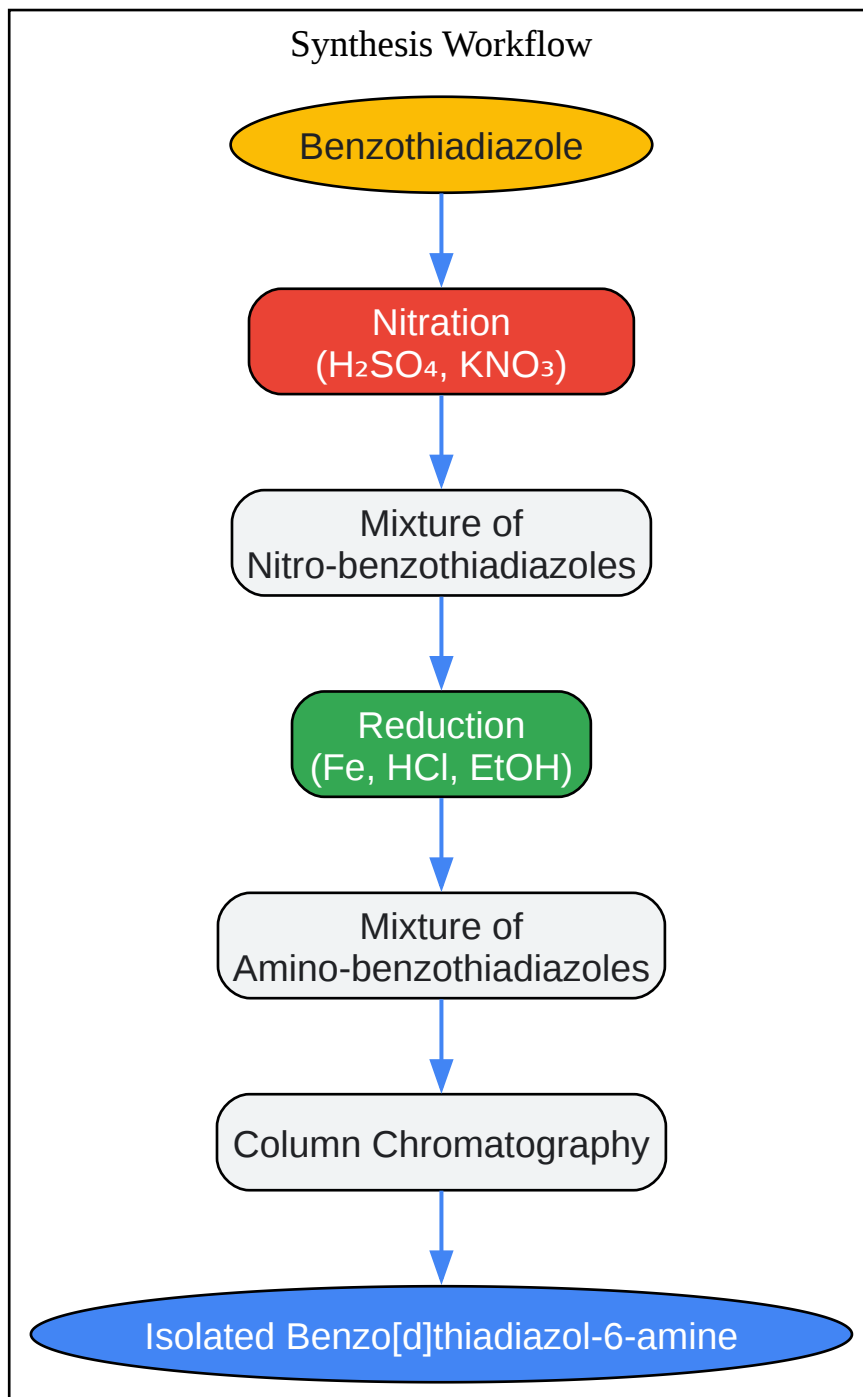 Synthesis Workflow
Benzothiadiazole
Nitration
(H₂SO₄, KNO₃)
Mixture of
Nitro-benzothiadiazoles
Reduction
(Fe, HCl, EtOH)
Mixture of
Amino-benzothiadiazoles
Column Chromatography
Isolated Benzo[d]thiadiazol-6-amine